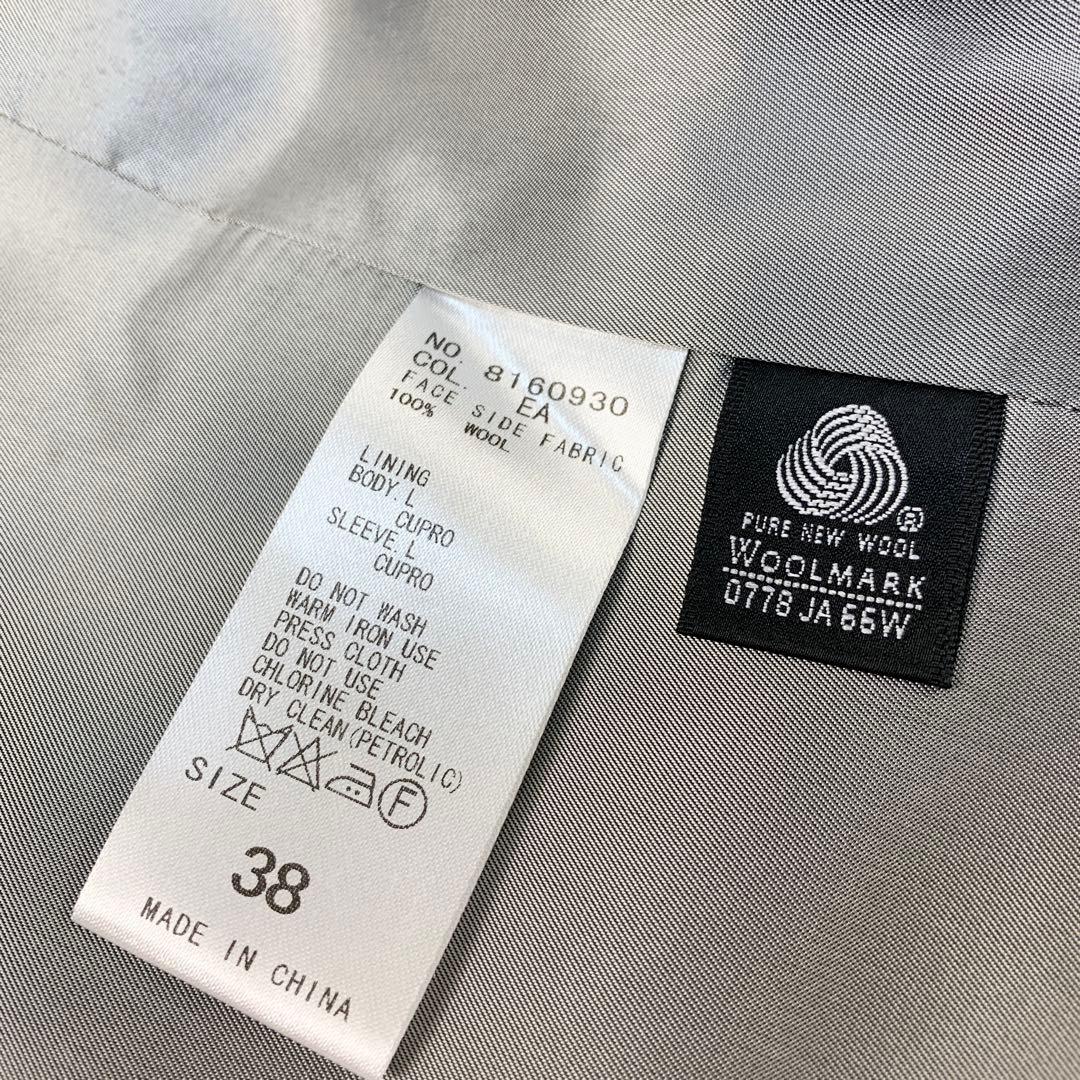 NO. 8160930
COL. EA
FACE SIDE FABRIC
100% WOOL
LINING
BODY.L
CUPRO
SLEEVE.L
CUPRO
DO NOT WASH
WARM IRON USE
PRESS CLOTH
DO NOT USE
CHLORINE BLEACH
DRY CLEAN(PETROLIC)
F
SIZE
38
MADE IN CHINA
®
PURE NEW WOOL
WOOLMARK
0778 JA 66W